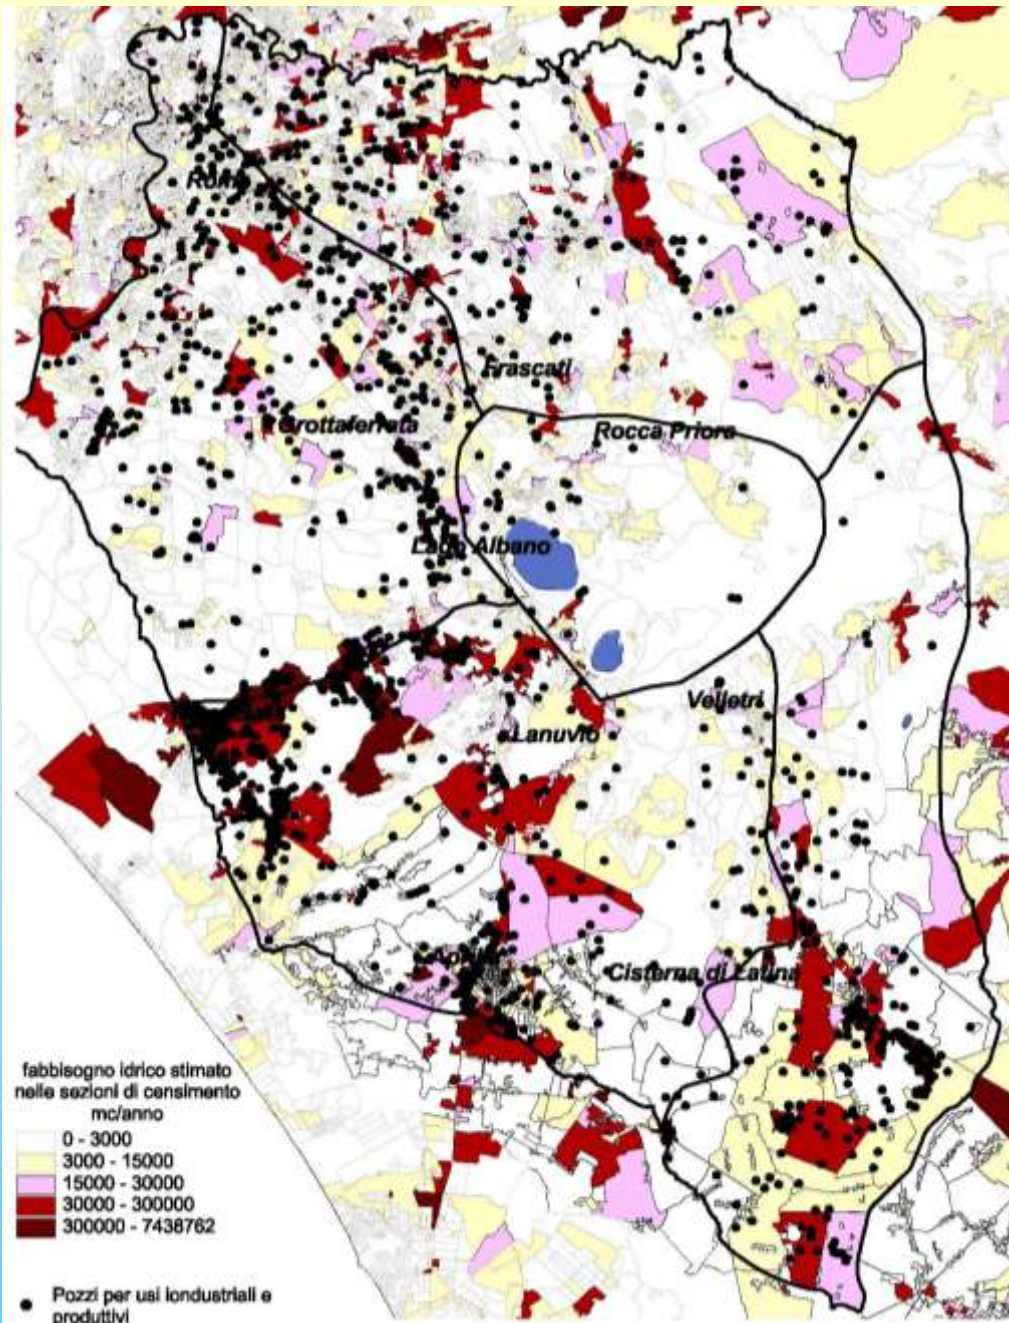 Roma
Frascati
Grottaferrata
Rocca Priora
Lago Albano
Velletri
Lanuvio
Cisterna di Latina
fabbisogno idrico stimato
nelle sezioni di censimento
mc/anno
0 - 3000
3000 - 15000
15000 - 30000
30000 - 300000
300000 - 7438762
Pozzi per usi iondustriali e
produttivi